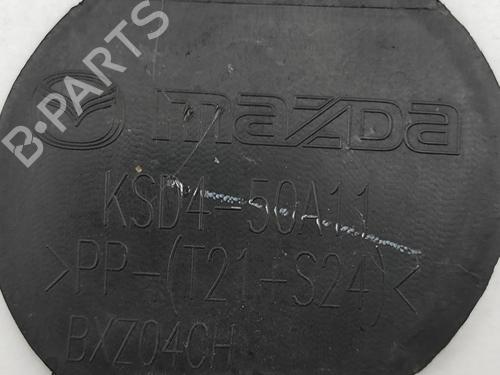 B-PARTS
mazda
KSD4-50A11
>PP-(T21-S24)<
BXZ04CH